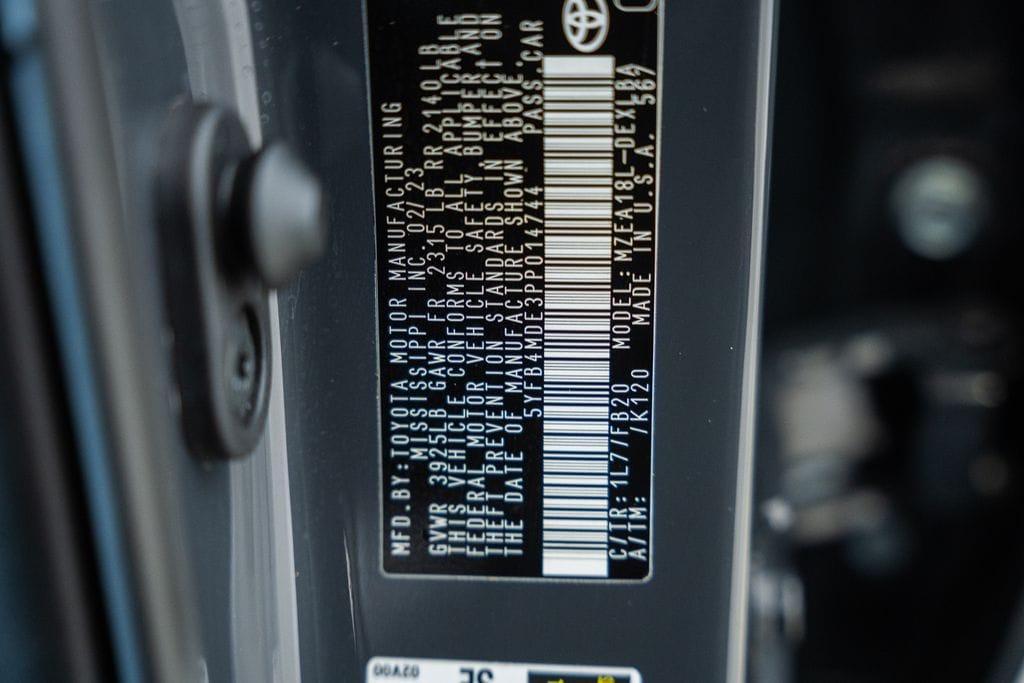 MFD.BY:TOYOTA MOTOR MANUFACTURING
MISSISSIPPI INC. 02/23
GVWR 3925LB GAWR FR 2315 LB RR 2140 LB
THIS VEHICLE CONFORMS TO ALL APPLICABLE
FEDERAL MOTOR VEHICLE SAFETY BUMPER AND
THEFT PREVENTION STANDARDS IN EFFECT ON
THE DATE OF MANUFACTURE SHOWN ABOVE.
5YFB4MDE3PP014744 PASS.CAR
C/TR:1L77/FB20 MODEL:MZEA18L-DEXLBA
A/TM: /K120 MADE IN U.S.A. 567
02V00